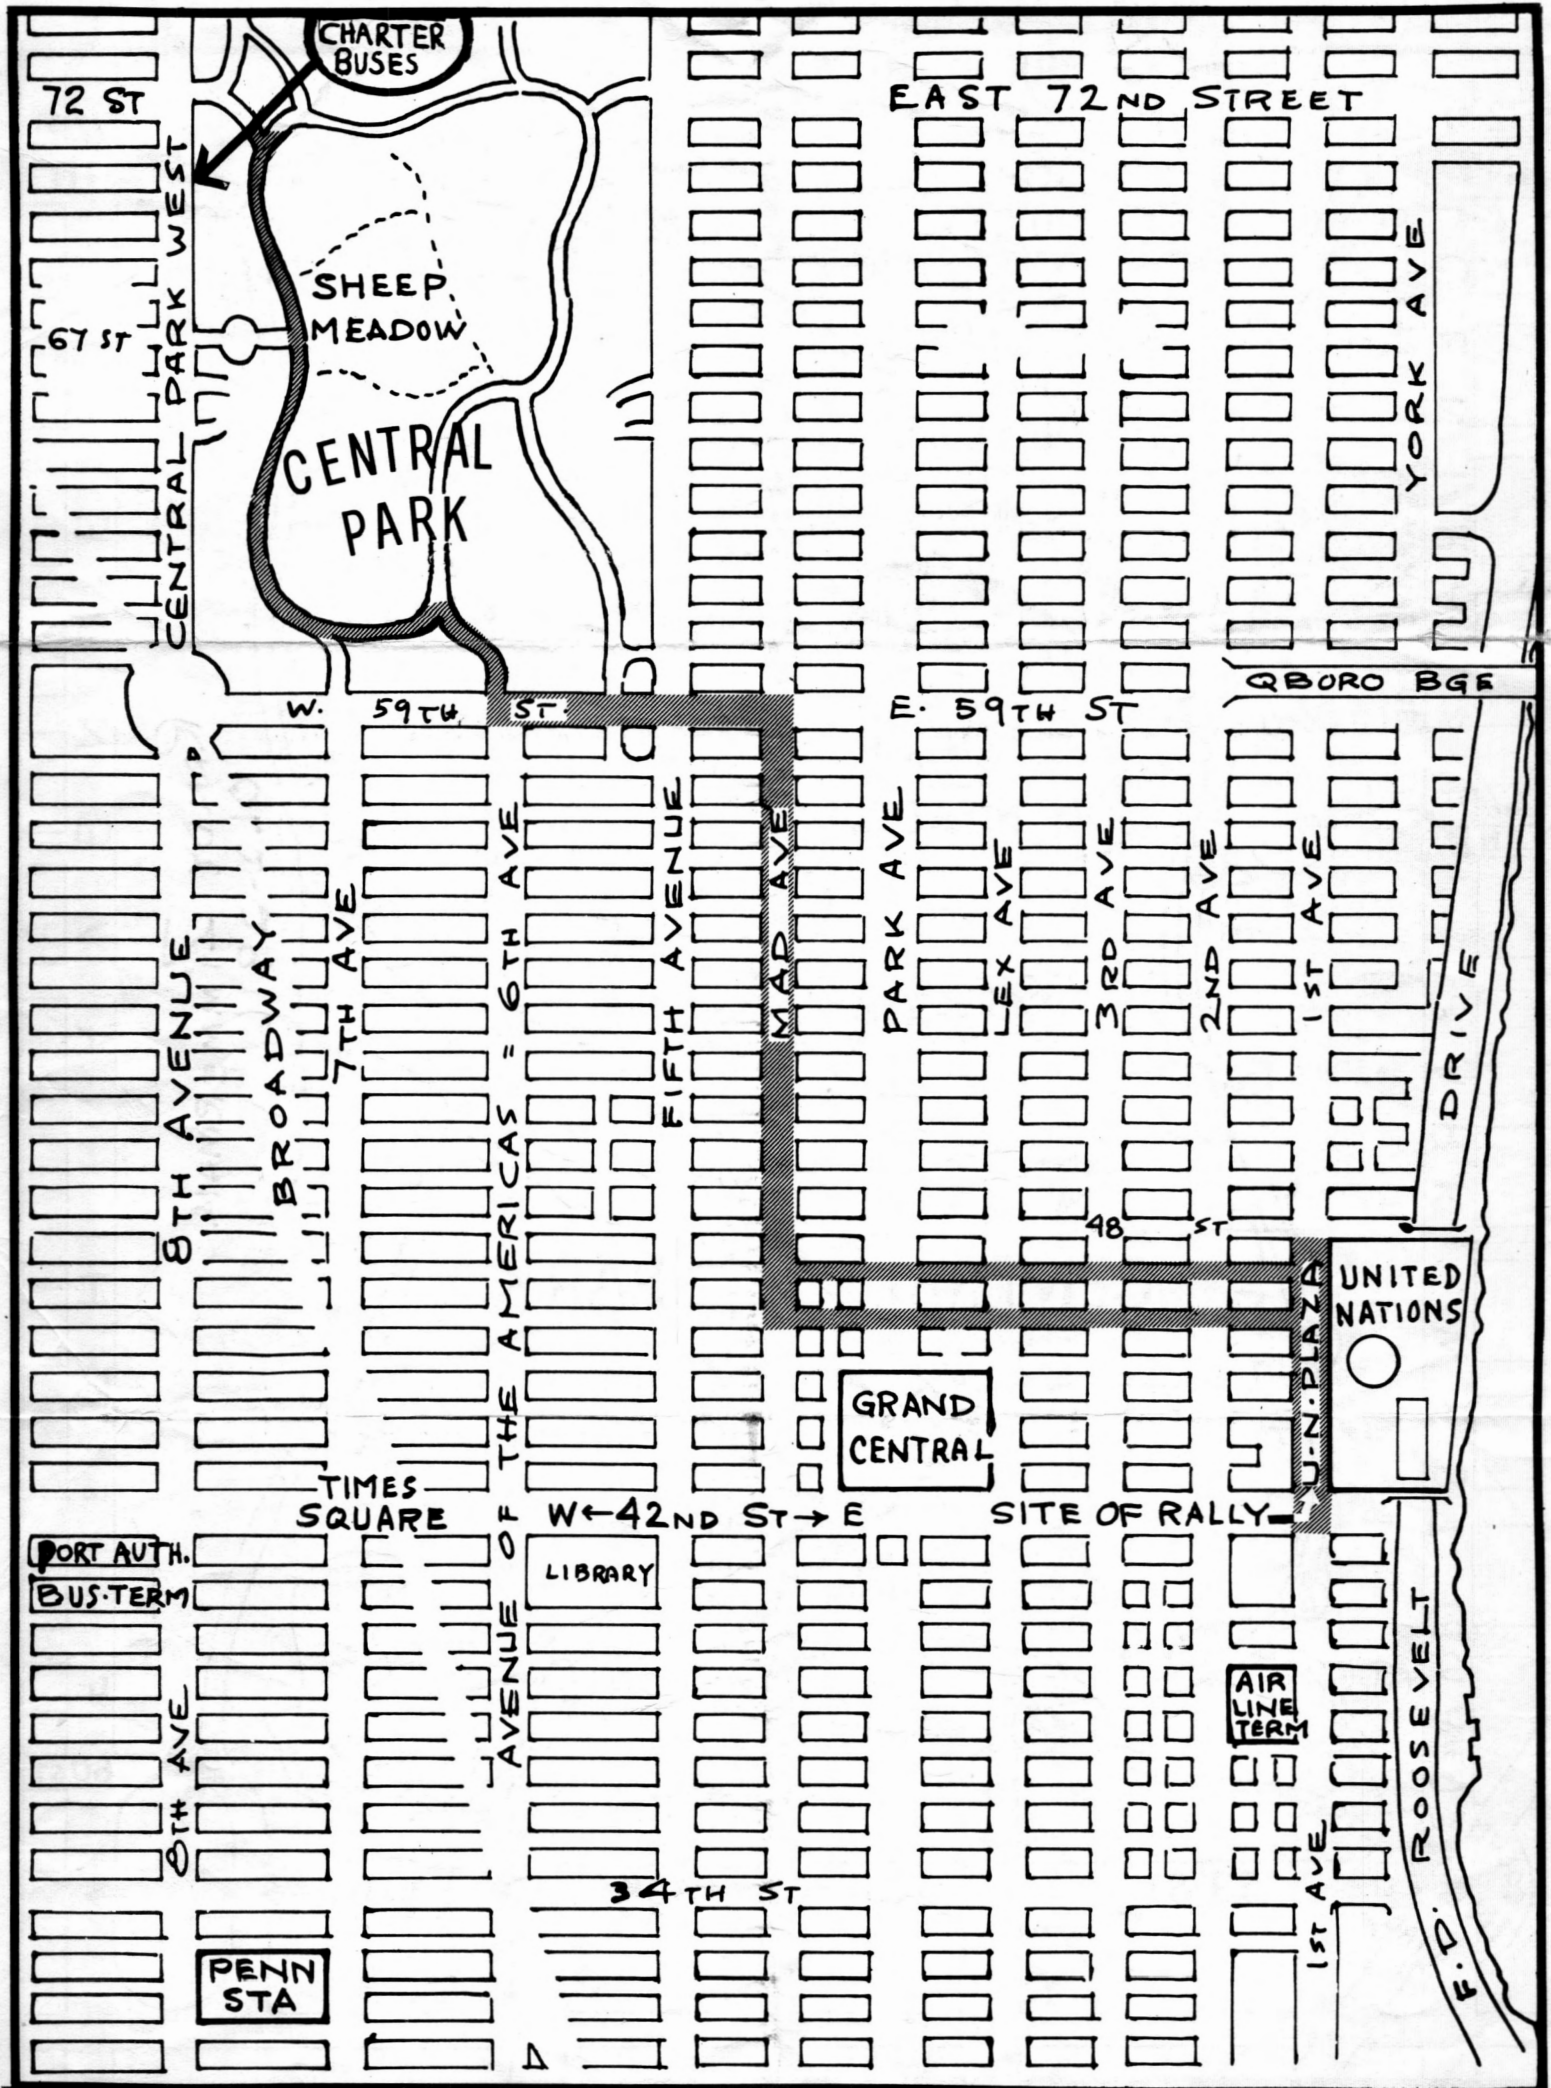 CHARTER
BUSES
72 ST
EAST 72ND STREET
CENTRAL PARK WEST
SHEEP
MEADOW
67 ST
YORK AVE
CENTRAL
PARK
QBORO BGE
W. 59TH ST.
E. 59TH ST
8TH AVENUE
BROADWAY
7TH AVE
AVENUE OF THE AMERICAS = 6TH AVE
FIFTH AVENUE
MAD AVE
PARK AVE
LEX AVE
3RD AVE
2ND AVE
1ST AVE
F.D. ROOSEVELT DRIVE
48 ST
UNITED
NATIONS
U.N. PLAZA
GRAND
CENTRAL
TIMES
SQUARE
W←42ND ST→E
SITE OF RALLY→
PORT AUTH.
BUS·TERM
LIBRARY
AIR
LINE
TERM
8TH AVE
34TH ST
1ST AVE
PENN
STA